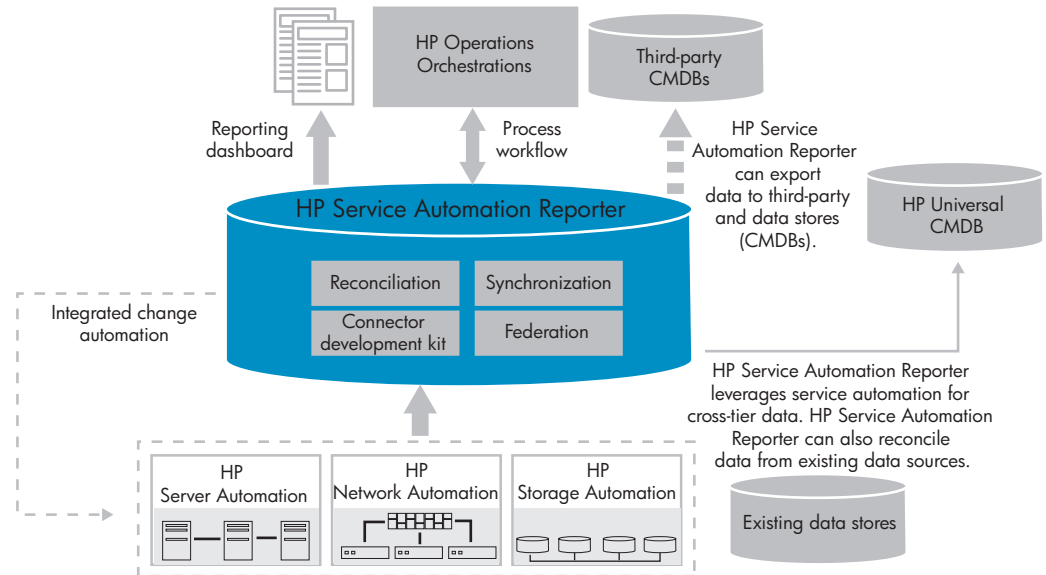 HP Operations
Orchestrations
Third-party
CMDBs
Reporting
dashboard
Process
workflow
HP Service
Automation Reporter
can export
data to third-party
and data stores
(CMDBs).
HP Universal
CMDB
HP Service Automation Reporter
Reconciliation
Synchronization
Connector
development kit
Federation
Integrated change
automation
HP Service Automation Reporter
leverages service automation for
cross-tier data. HP Service Automation
Reporter can also reconcile
data from existing data sources.
HP
Server Automation
HP
Network Automation
HP
Storage Automation
Existing data stores